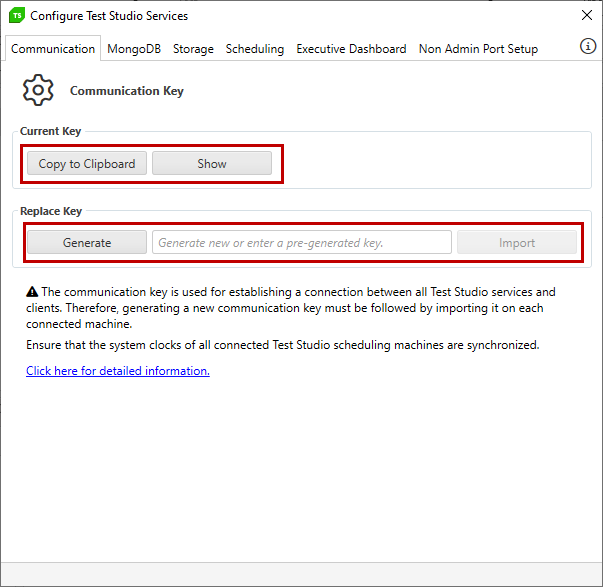 TS Configure Test Studio Services
Communication MongoDB Storage Scheduling Executive Dashboard Non Admin Port Setup
Communication Key
Current Key
Copy to Clipboard Show
Replace Key
Generate Generate new or enter a pre-generated key. Import
The communication key is used for establishing a connection between all Test Studio services and
clients. Therefore, generating a new communication key must be followed by importing it on each
connected machine.
Ensure that the system clocks of all connected Test Studio scheduling machines are synchronized.
Click here for detailed information.